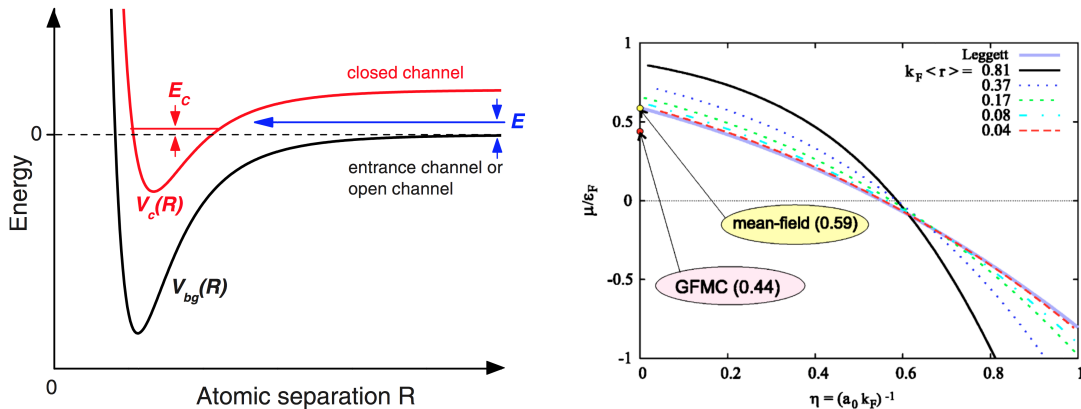 Energy
0
0
Atomic separation R
E_C
E
closed channel
entrance channel or
open channel
V_c(R)
V_bg(R)
μ/ε_F
1
0.5
0
-0.5
-1
0
0.2
0.4
0.6
0.8
1
η = (a_0 k_F)^-1
Leggett
k_F <r> = 0.81
0.37
0.17
0.08
0.04
mean-field (0.59)
GFMC (0.44)